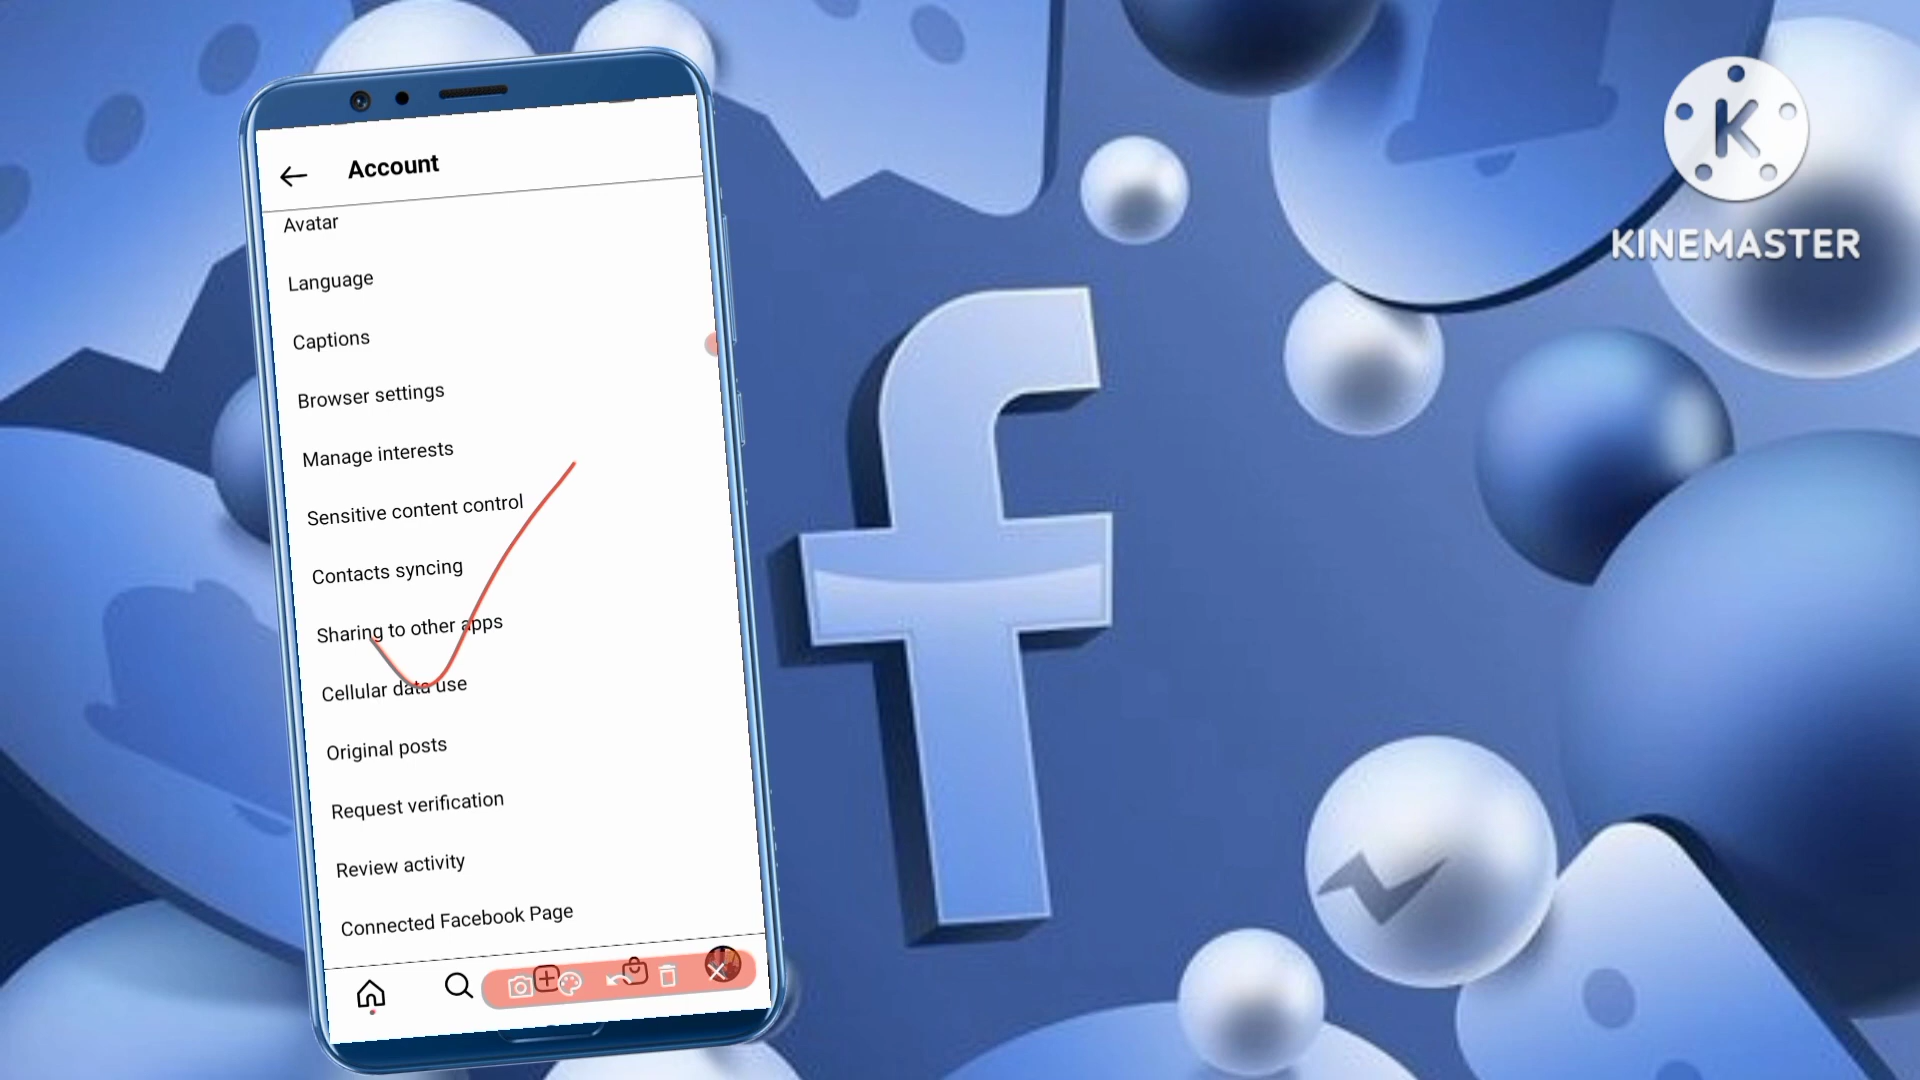 Account
Avatar
Language
Captions
Browser settings
Manage interests
Sensitive content control
Contacts syncing
Sharing to other apps
Cellular data use
Original posts
Request verification
Review activity
Connected Facebook Page
f
K
KINEMASTER